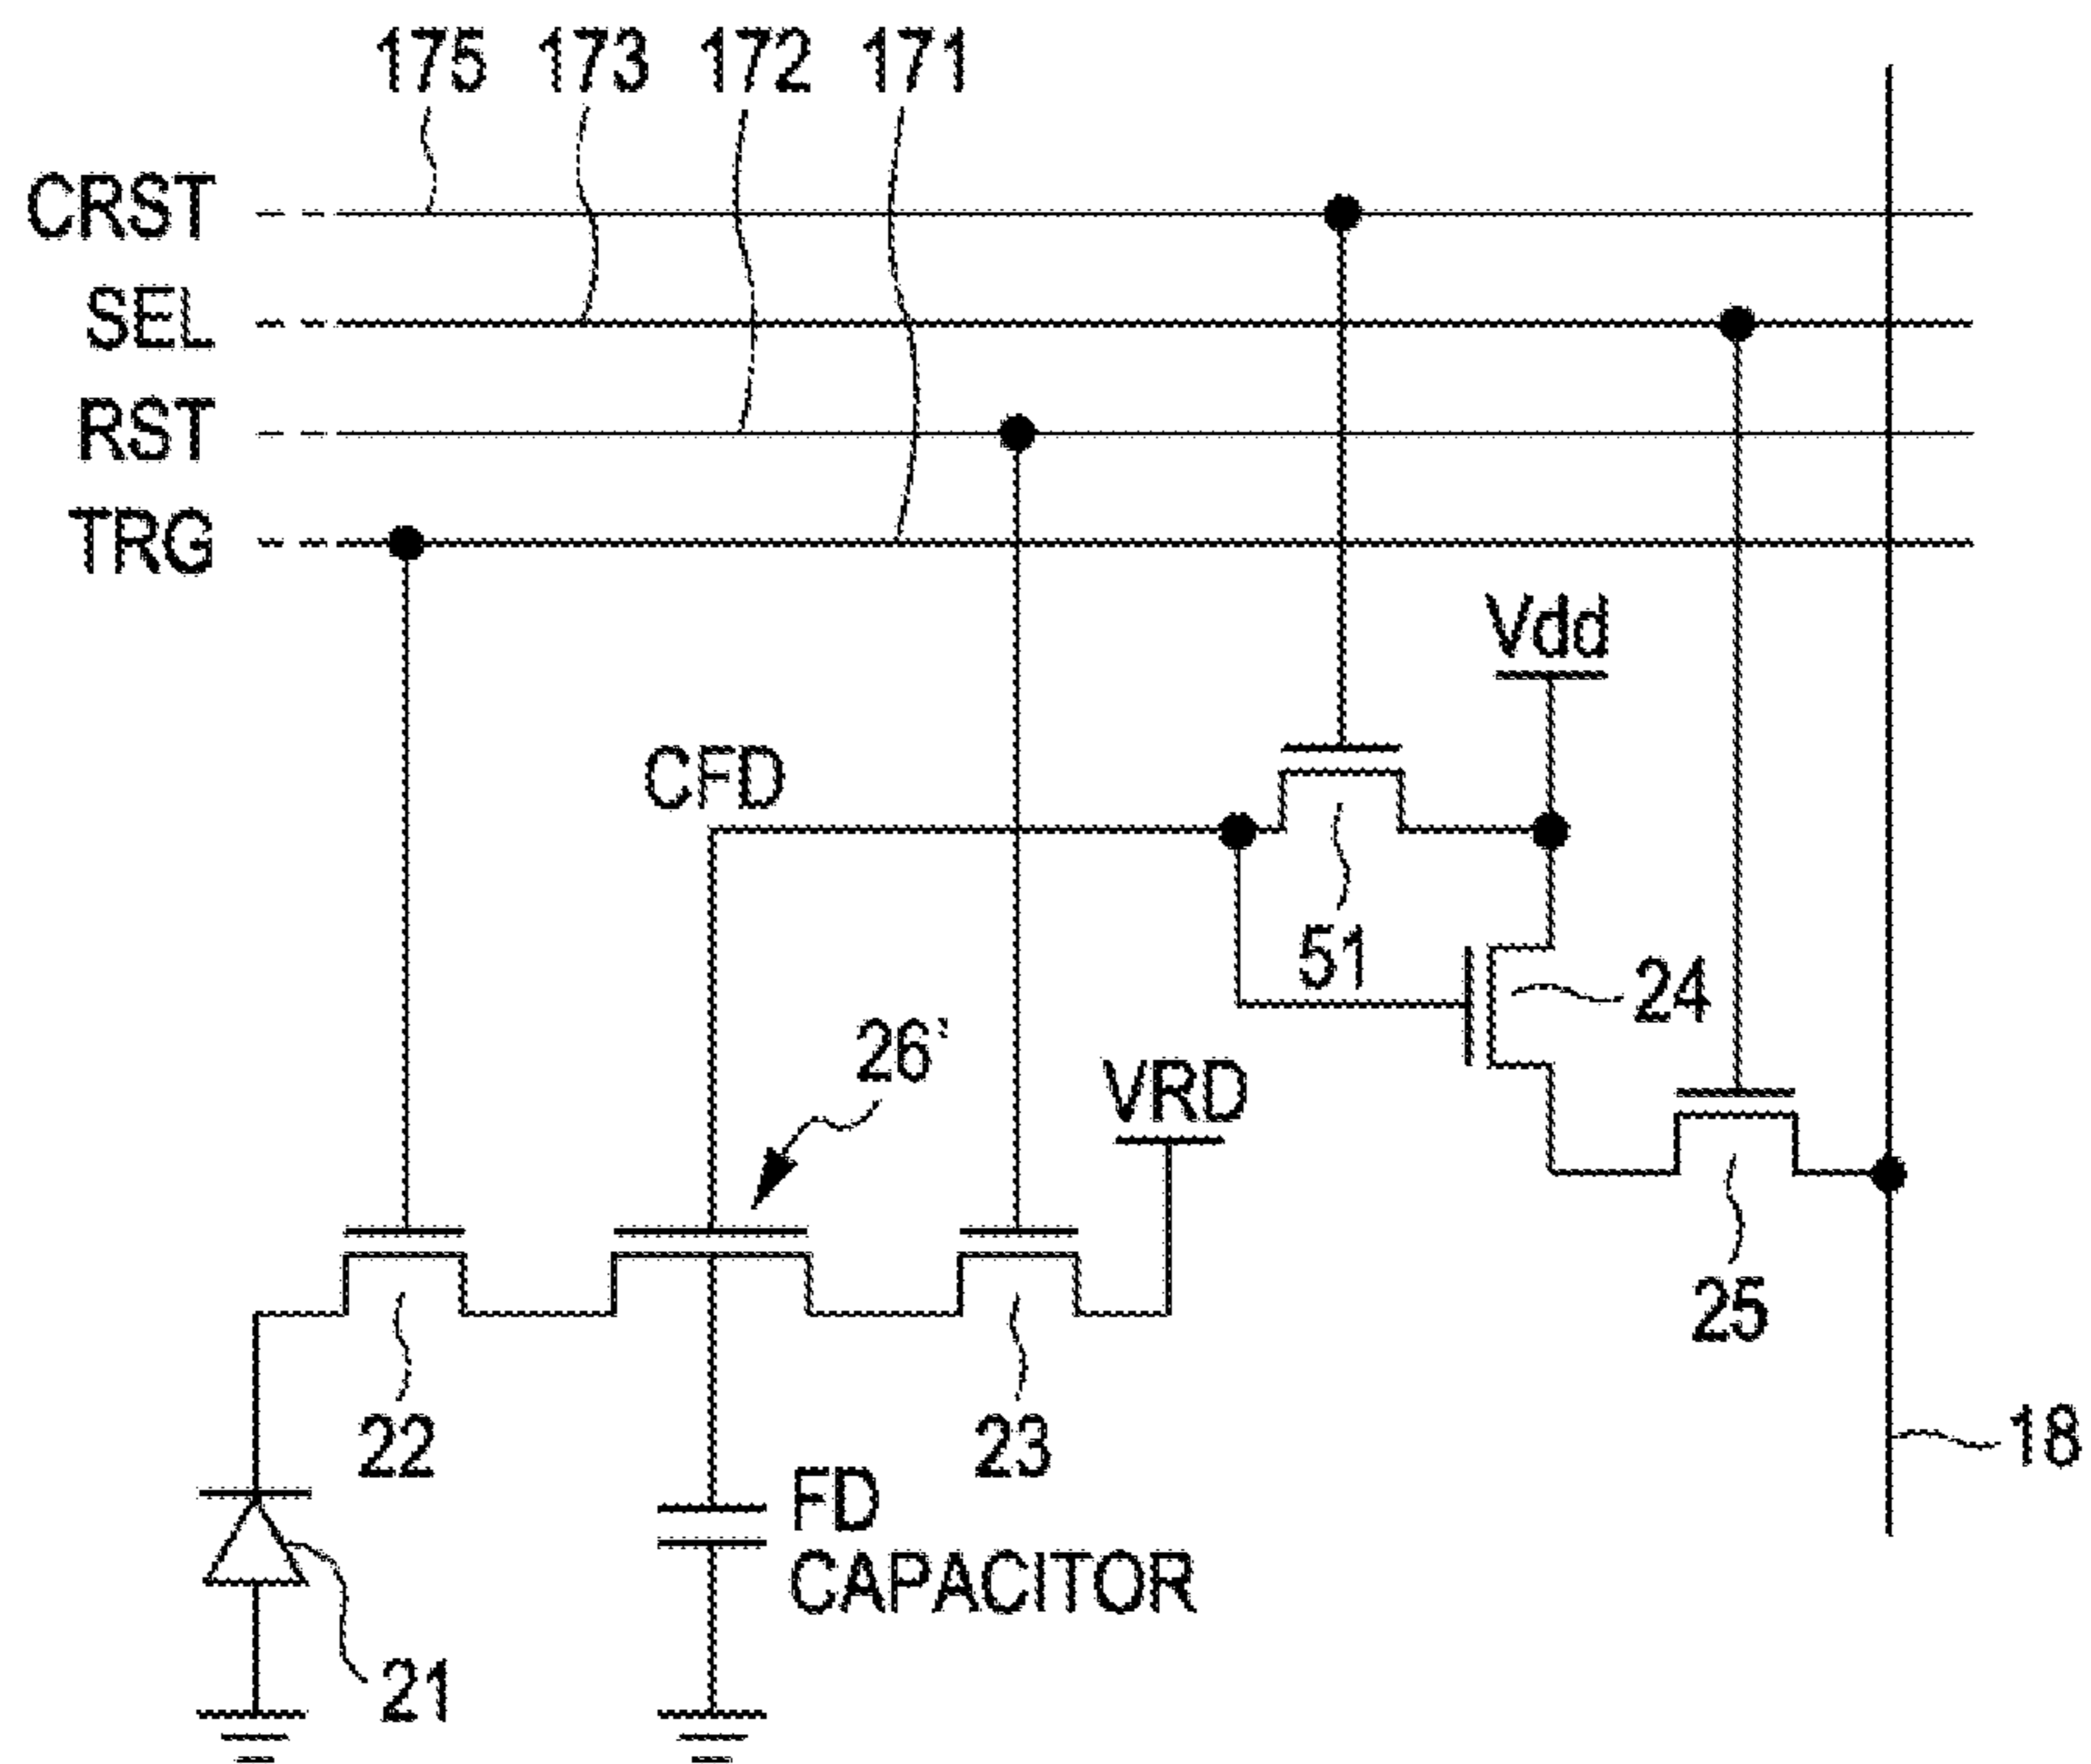 175 173 172 171
CRST
SEL
RST
TRG
Vdd
CFD
51
24
26'
VRD
25
22
23
18
FD
CAPACITOR
21